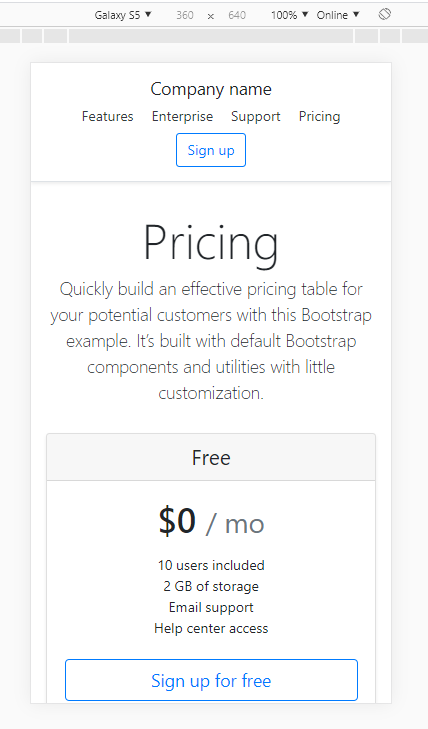 Galaxy S5 ▼ 360 × 640 100% ▼ Online ▼
Company name
Features Enterprise Support Pricing
Sign up
Pricing
Quickly build an effective pricing table for
your potential customers with this Bootstrap
example. It’s built with default Bootstrap
components and utilities with little
customization.
Free
$0 / mo
10 users included
2 GB of storage
Email support
Help center access
Sign up for free